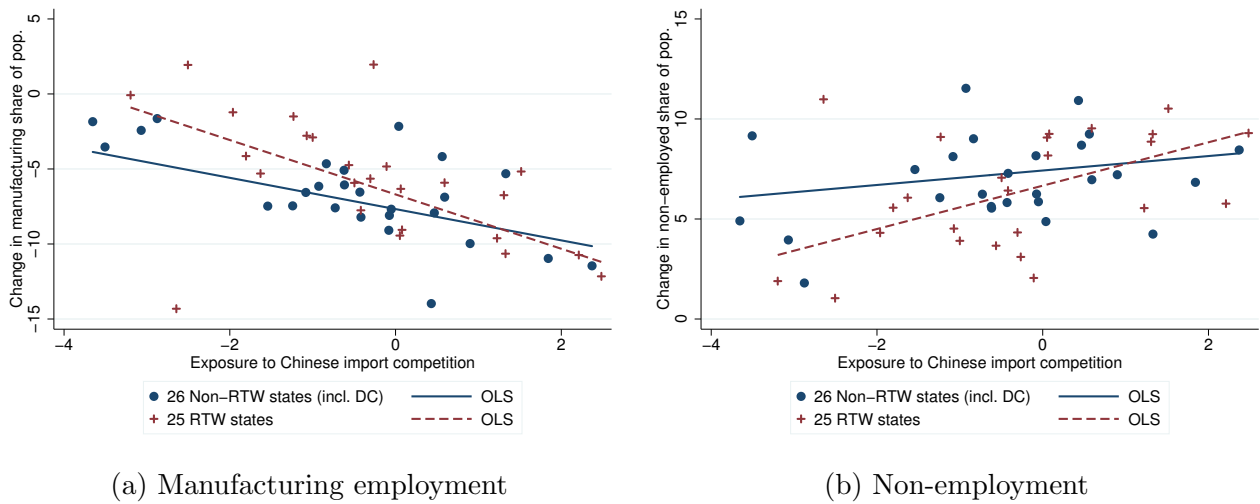 Change in manufacturing share of pop.
5
0
−5
−10
−15
−4
−2
0
2
Exposure to Chinese import competition
26 Non−RTW states (incl. DC)
OLS
25 RTW states
OLS
(a) Manufacturing employment
Change in non−employed share of pop.
15
10
5
0
−4
−2
0
2
Exposure to Chinese import competition
26 Non−RTW states (incl. DC)
OLS
25 RTW states
OLS
(b) Non-employment